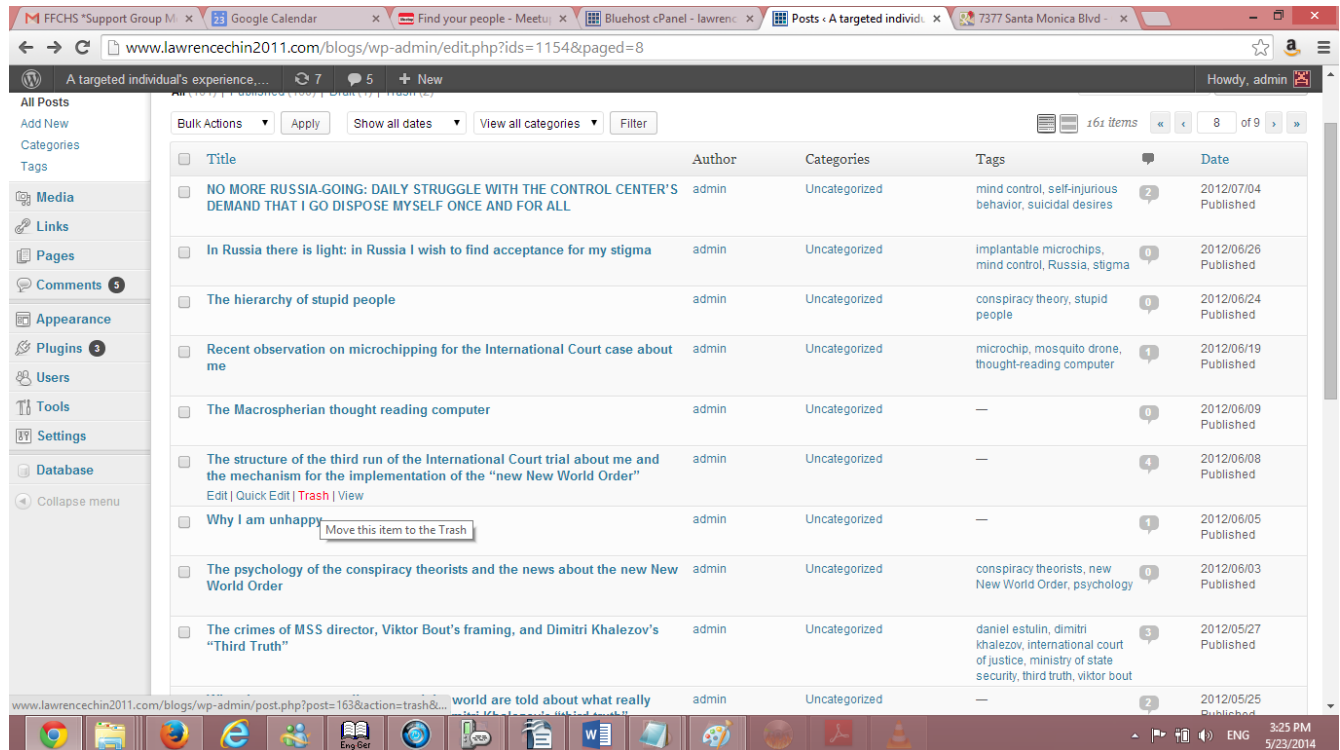 FFCHS *Support Group M
Google Calendar
Find your people - Meetu
Bluehost cPanel - lawrenc
Posts ‹ A targeted individu
7377 Santa Monica Blvd -
www.lawrencechin2011.com/blogs/wp-admin/edit.php?ids=1154&paged=8
A targeted individual's experience,... 7 5 + New
Howdy, admin
All Posts
Add New
Categories
Tags
Media
Links
Pages
Comments 5
Appearance
Plugins 3
Users
Tools
Settings
Database
Collapse menu
Bulk Actions Apply Show all dates View all categories Filter
161 items « ‹ 8 of 9 › »
Title Author Categories Tags Date
NO MORE RUSSIA-GOING: DAILY STRUGGLE WITH THE CONTROL CENTER'S admin Uncategorized mind control, self-injurious 2 2012/07/04
DEMAND THAT I GO DISPOSE MYSELF ONCE AND FOR ALL behavior, suicidal desires Published
In Russia there is light: in Russia I wish to find acceptance for my stigma admin Uncategorized implantable microchips, 0 2012/06/26
mind control, Russia, stigma Published
The hierarchy of stupid people admin Uncategorized conspiracy theory, stupid 0 2012/06/24
people Published
Recent observation on microchipping for the International Court case about admin Uncategorized microchip, mosquito drone, 1 2012/06/19
me thought-reading computer Published
The Macrospherian thought reading computer admin Uncategorized — 0 2012/06/09
Published
The structure of the third run of the International Court trial about me and admin Uncategorized — 4 2012/06/08
the mechanism for the implementation of the “new New World Order” Published
Edit | Quick Edit | Trash | View
Why I am unhappy admin Uncategorized — 1 2012/06/05
Move this item to the Trash Published
The psychology of the conspiracy theorists and the news about the new New admin Uncategorized conspiracy theorists, new 0 2012/06/03
World Order New World Order, psychology Published
The crimes of MSS director, Viktor Bout's framing, and Dimitri Khalezov's admin Uncategorized daniel estulin, dimitri 3 2012/05/27
“Third Truth” khalezov, international court Published
of justice, ministry of state
security, third truth, viktor bout
world are told about what really admin Uncategorized — 2 2012/05/25
Published
www.lawrencechin2011.com/blogs/wp-admin/post.php?post=163&action=trash&...
Eng Ger
ENG
3:25 PM
5/23/2014